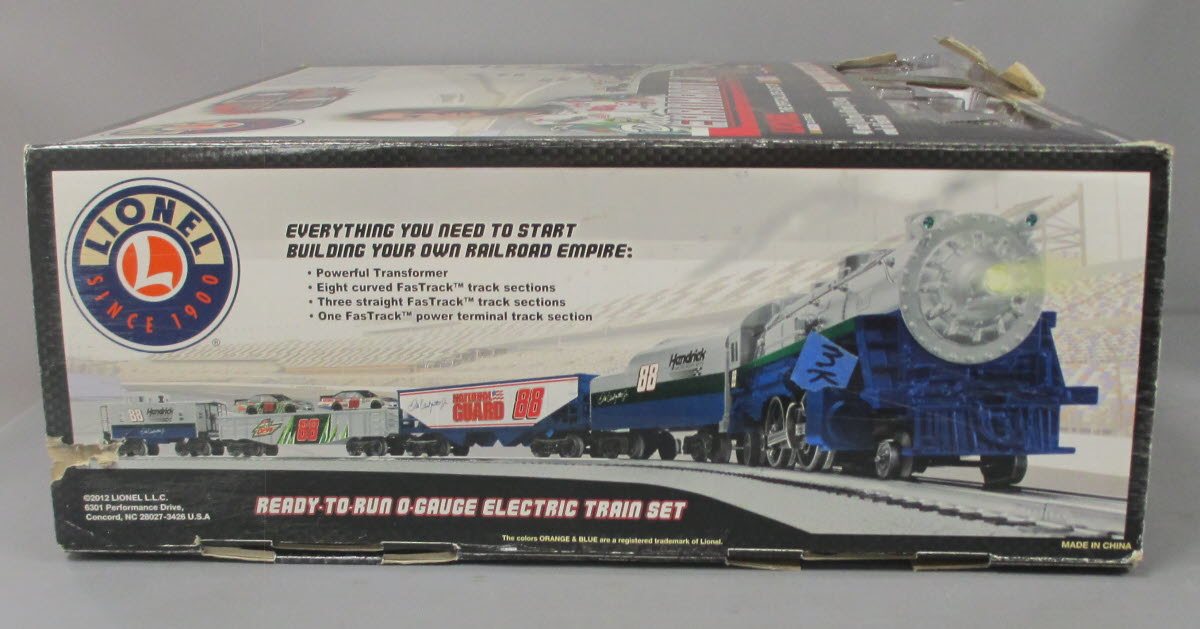 LIONEL
L
SINCE 1900
®
EVERYTHING YOU NEED TO START
BUILDING YOUR OWN RAILROAD EMPIRE:
• Powerful Transformer
• Eight curved FasTrack™ track sections
• Three straight FasTrack™ track sections
• One FasTrack™ power terminal track section
88
Hendrick
MK
NATIONAL
GUARD
88
88
Hendrick
88
©2012 LIONEL L.L.C.
6301 Performance Drive,
Concord, NC 28027-3426 U.S.A
READY-TO-RUN O-GAUGE ELECTRIC TRAIN SET
The colors ORANGE & BLUE are a registered trademark of Lionel.
MADE IN CHINA